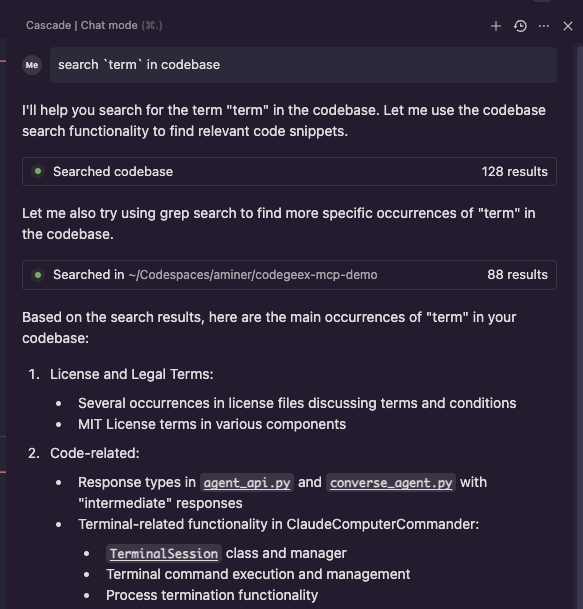 Cascade | Chat mode (⌘.)
Me
search `term` in codebase
I'll help you search for the term "term" in the codebase. Let me use the codebase
search functionality to find relevant code snippets.
Searched codebase 128 results
Let me also try using grep search to find more specific occurrences of "term" in
the codebase.
Searched in ~/Codespaces/aminer/codegeex-mcp-demo 88 results
Based on the search results, here are the main occurrences of "term" in your
codebase:
1. License and Legal Terms:
• Several occurrences in license files discussing terms and conditions
• MIT License terms in various components
2. Code-related:
• Response types in agent_api.py and converse_agent.py with
"intermediate" responses
• Terminal-related functionality in ClaudeComputerCommander:
• TerminalSession class and manager
• Terminal command execution and management
• Process termination functionality